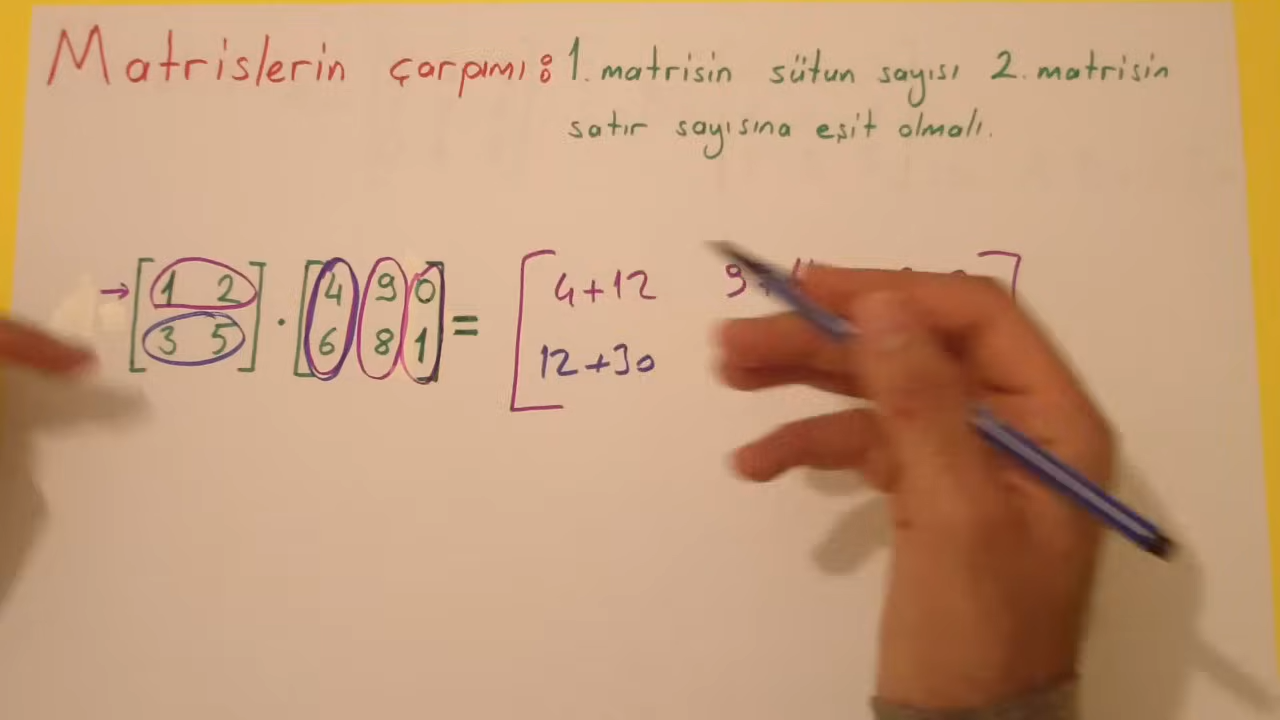 Matrislerin çarpımı: 1. matrisin sütun sayısı 2. matrisin
satır sayısına eşit olmalı.
→ [1 2] · [4 9 0] = [4+12
[3 5] [6 8 1] [12+30